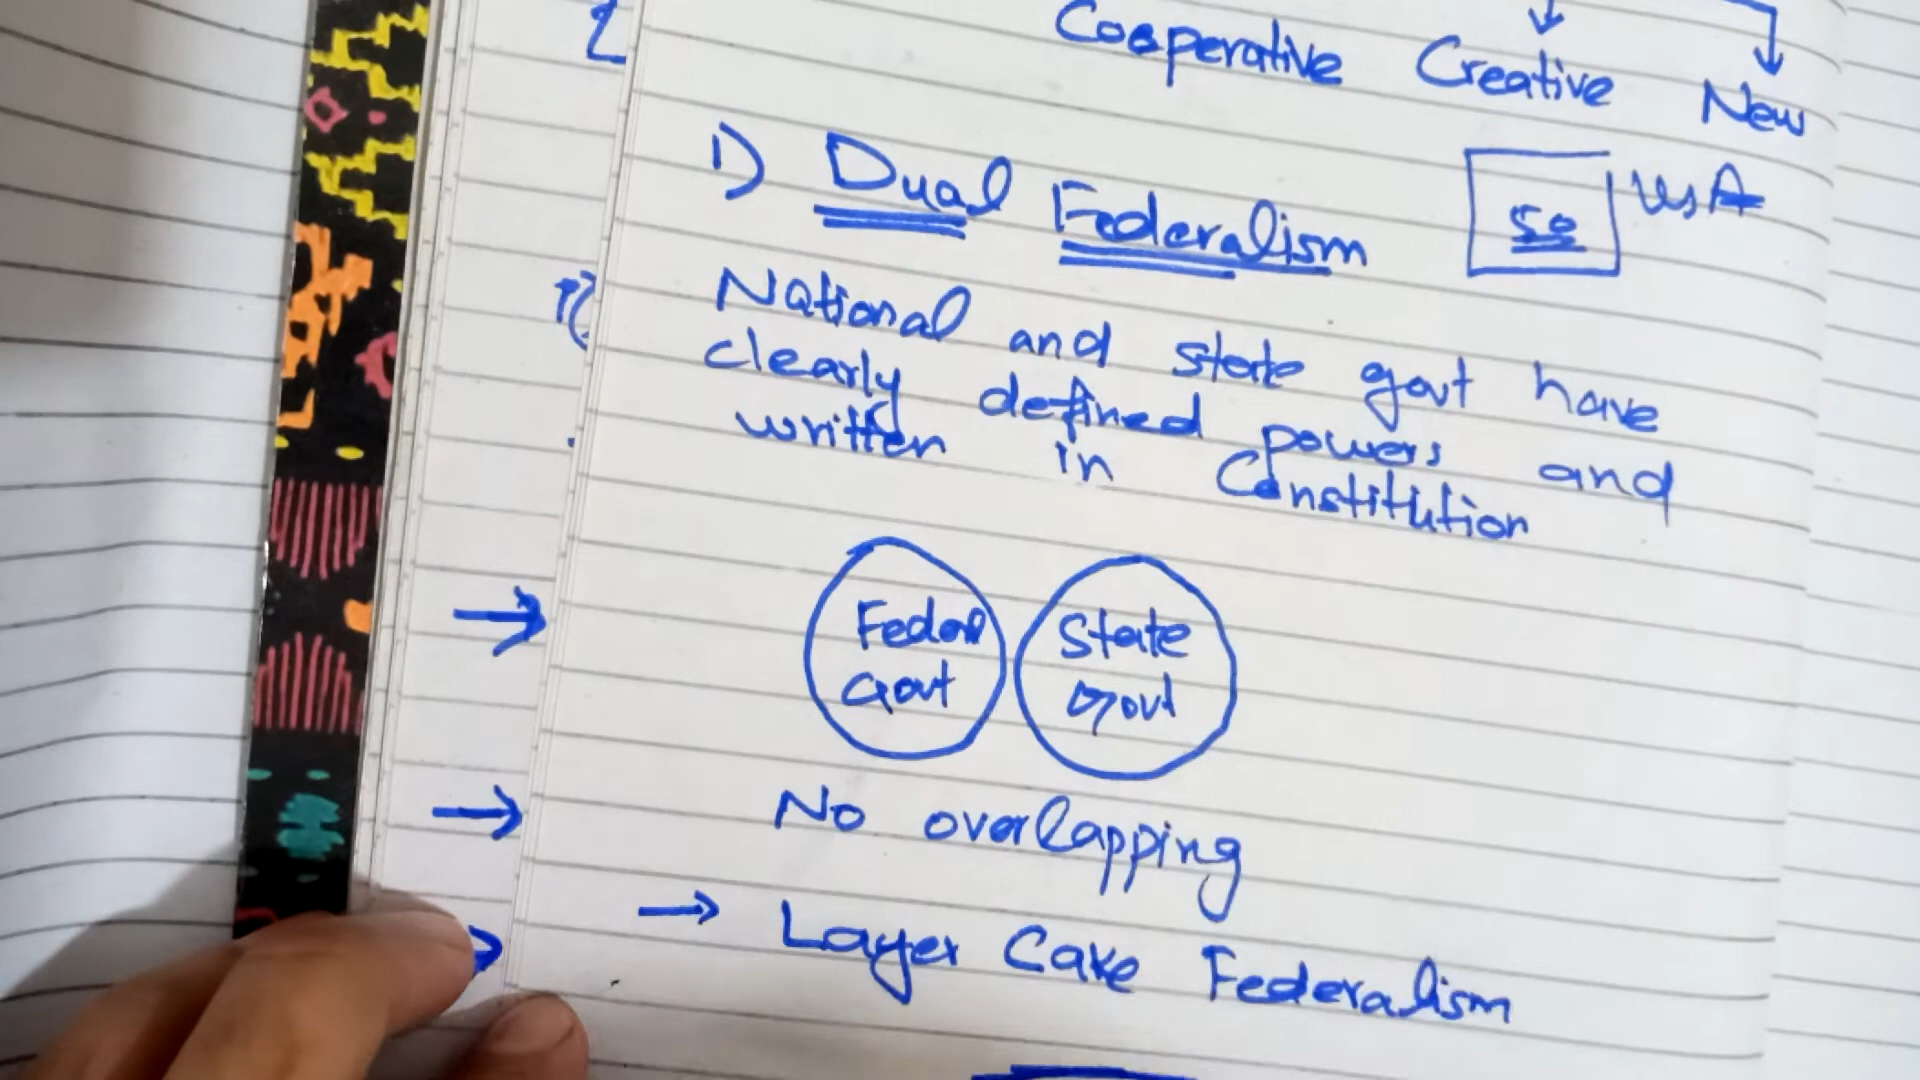 Cooperative Creative New
1) Dual Federalism
50 USA
National and state govt have
clearly defined powers and
written in Constitution
Federal
Govt
State
govt
No overlapping
→ Layer Cake Federalism